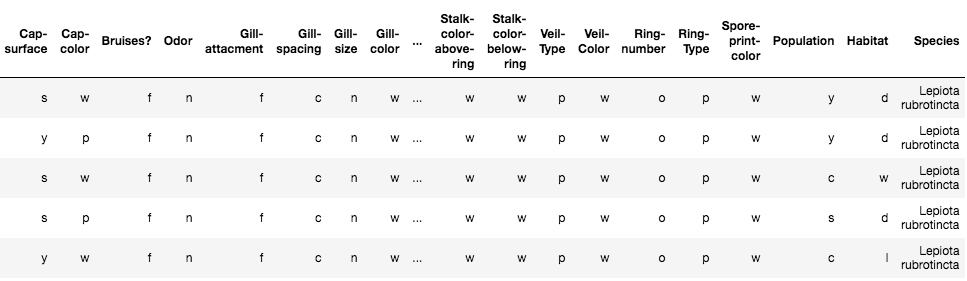 Cap-surface Cap-color Bruises? Odor Gill-attacment Gill-spacing Gill-size Gill-color ... Stalk-color-above-ring Stalk-color-below-ring Veil-Type Veil-Color Ring-number Ring-Type Spore-print-color Population Habitat Species
s w f n f c n w ... w w p w o p w y d Lepiota rubrotincta
y p f n f c n w ... w w p w o p w y d Lepiota rubrotincta
s w f n f c n w ... w w p w o p w c w Lepiota rubrotincta
s p f n f c n w ... w w p w o p w s d Lepiota rubrotincta
y w f n f c n w ... w w p w o p w c l Lepiota rubrotincta